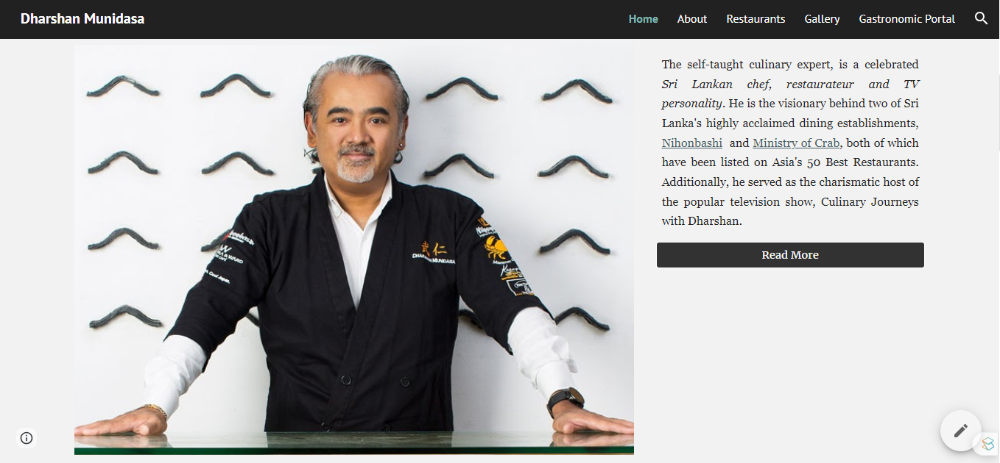 Dharshan Munidasa
Home About Restaurants Gallery Gastronomic Portal
The self-taught culinary expert, is a celebrated
Sri Lankan chef, restaurateur and TV
personality. He is the visionary behind two of Sri
Lanka's highly acclaimed dining establishments,
Nihonbashi and Ministry of Crab, both of which
have been listed on Asia's 50 Best Restaurants.
Additionally, he served as the charismatic host of
the popular television show, Culinary Journeys
with Dharshan.
Read More
仁
DHARSHAN MUNIDASA